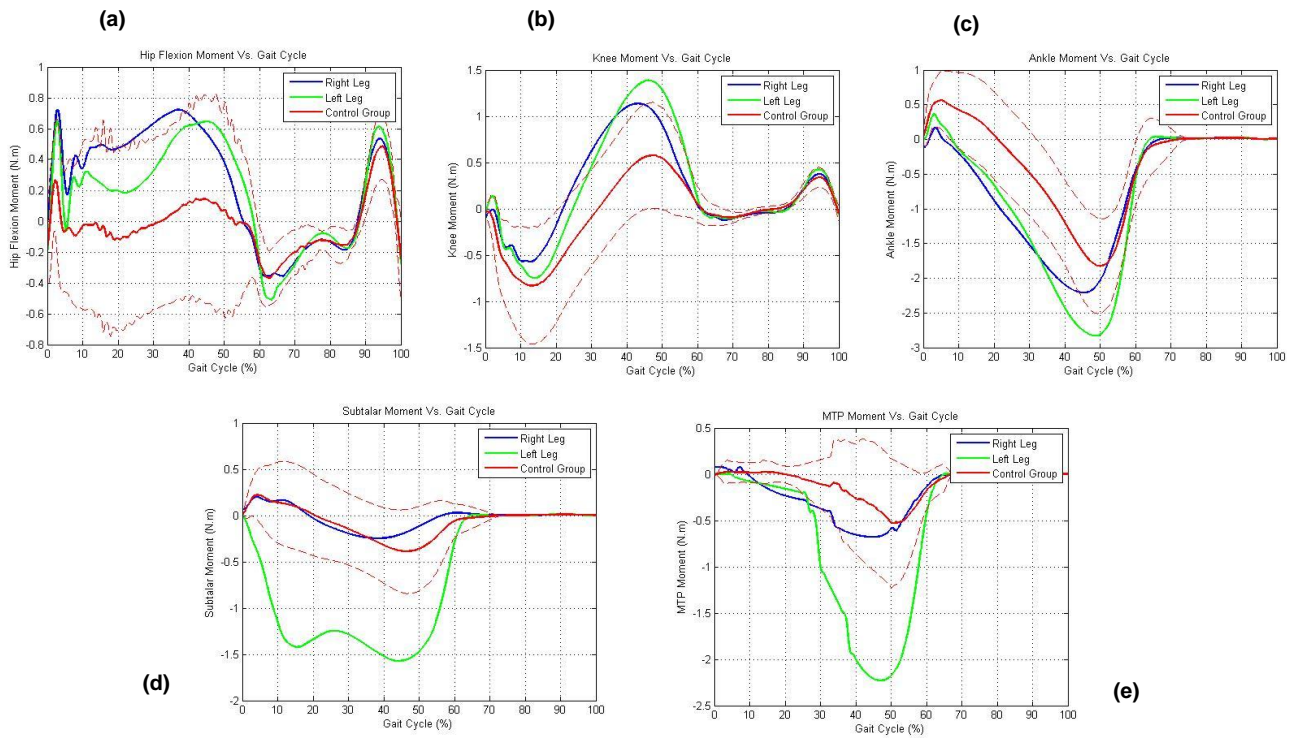 (a)
Hip Flexion Moment Vs. Gait Cycle
Right Leg
Left Leg
Control Group
1
0.8
0.6
0.4
0.2
0
-0.2
-0.4
-0.6
-0.8
Hip Flexion Moment (N.m)
0 10 20 30 40 50 60 70 80 90 100
Gait Cycle (%)
(b)
Knee Moment Vs. Gait Cycle
Right Leg
Left Leg
Control Group
1.5
1
0.5
0
-0.5
-1
1.5
Knee Moment (N.m)
0 10 20 30 40 50 60 70 80 90 100
Gait Cycle (%)
(c)
Ankle Moment Vs. Gait Cycle
Right Leg
Left Leg
Control Group
1
0.5
0
-0.5
-1
-1.5
-2
-2.5
-3
Ankle Moment (N.m)
0 10 20 30 40 50 60 70 80 90 100
Gait Cycle (%)
Subtalar Moment Vs. Gait Cycle
Right Leg
Left Leg
Control Group
1
0.5
0
-0.5
-1
-1.5
-2
Subtalar Moment (N.m)
0 10 20 30 40 50 60 70 80 90 100
Gait Cycle (%)
(d)
MTP Moment Vs. Gait Cycle
Right Leg
Left Leg
Control Group
0.5
0
-0.5
-1
-1.5
-2
-2.5
MTP Moment (N.m)
0 10 20 30 40 50 60 70 80 90 100
Gait Cycle (%)
(e)